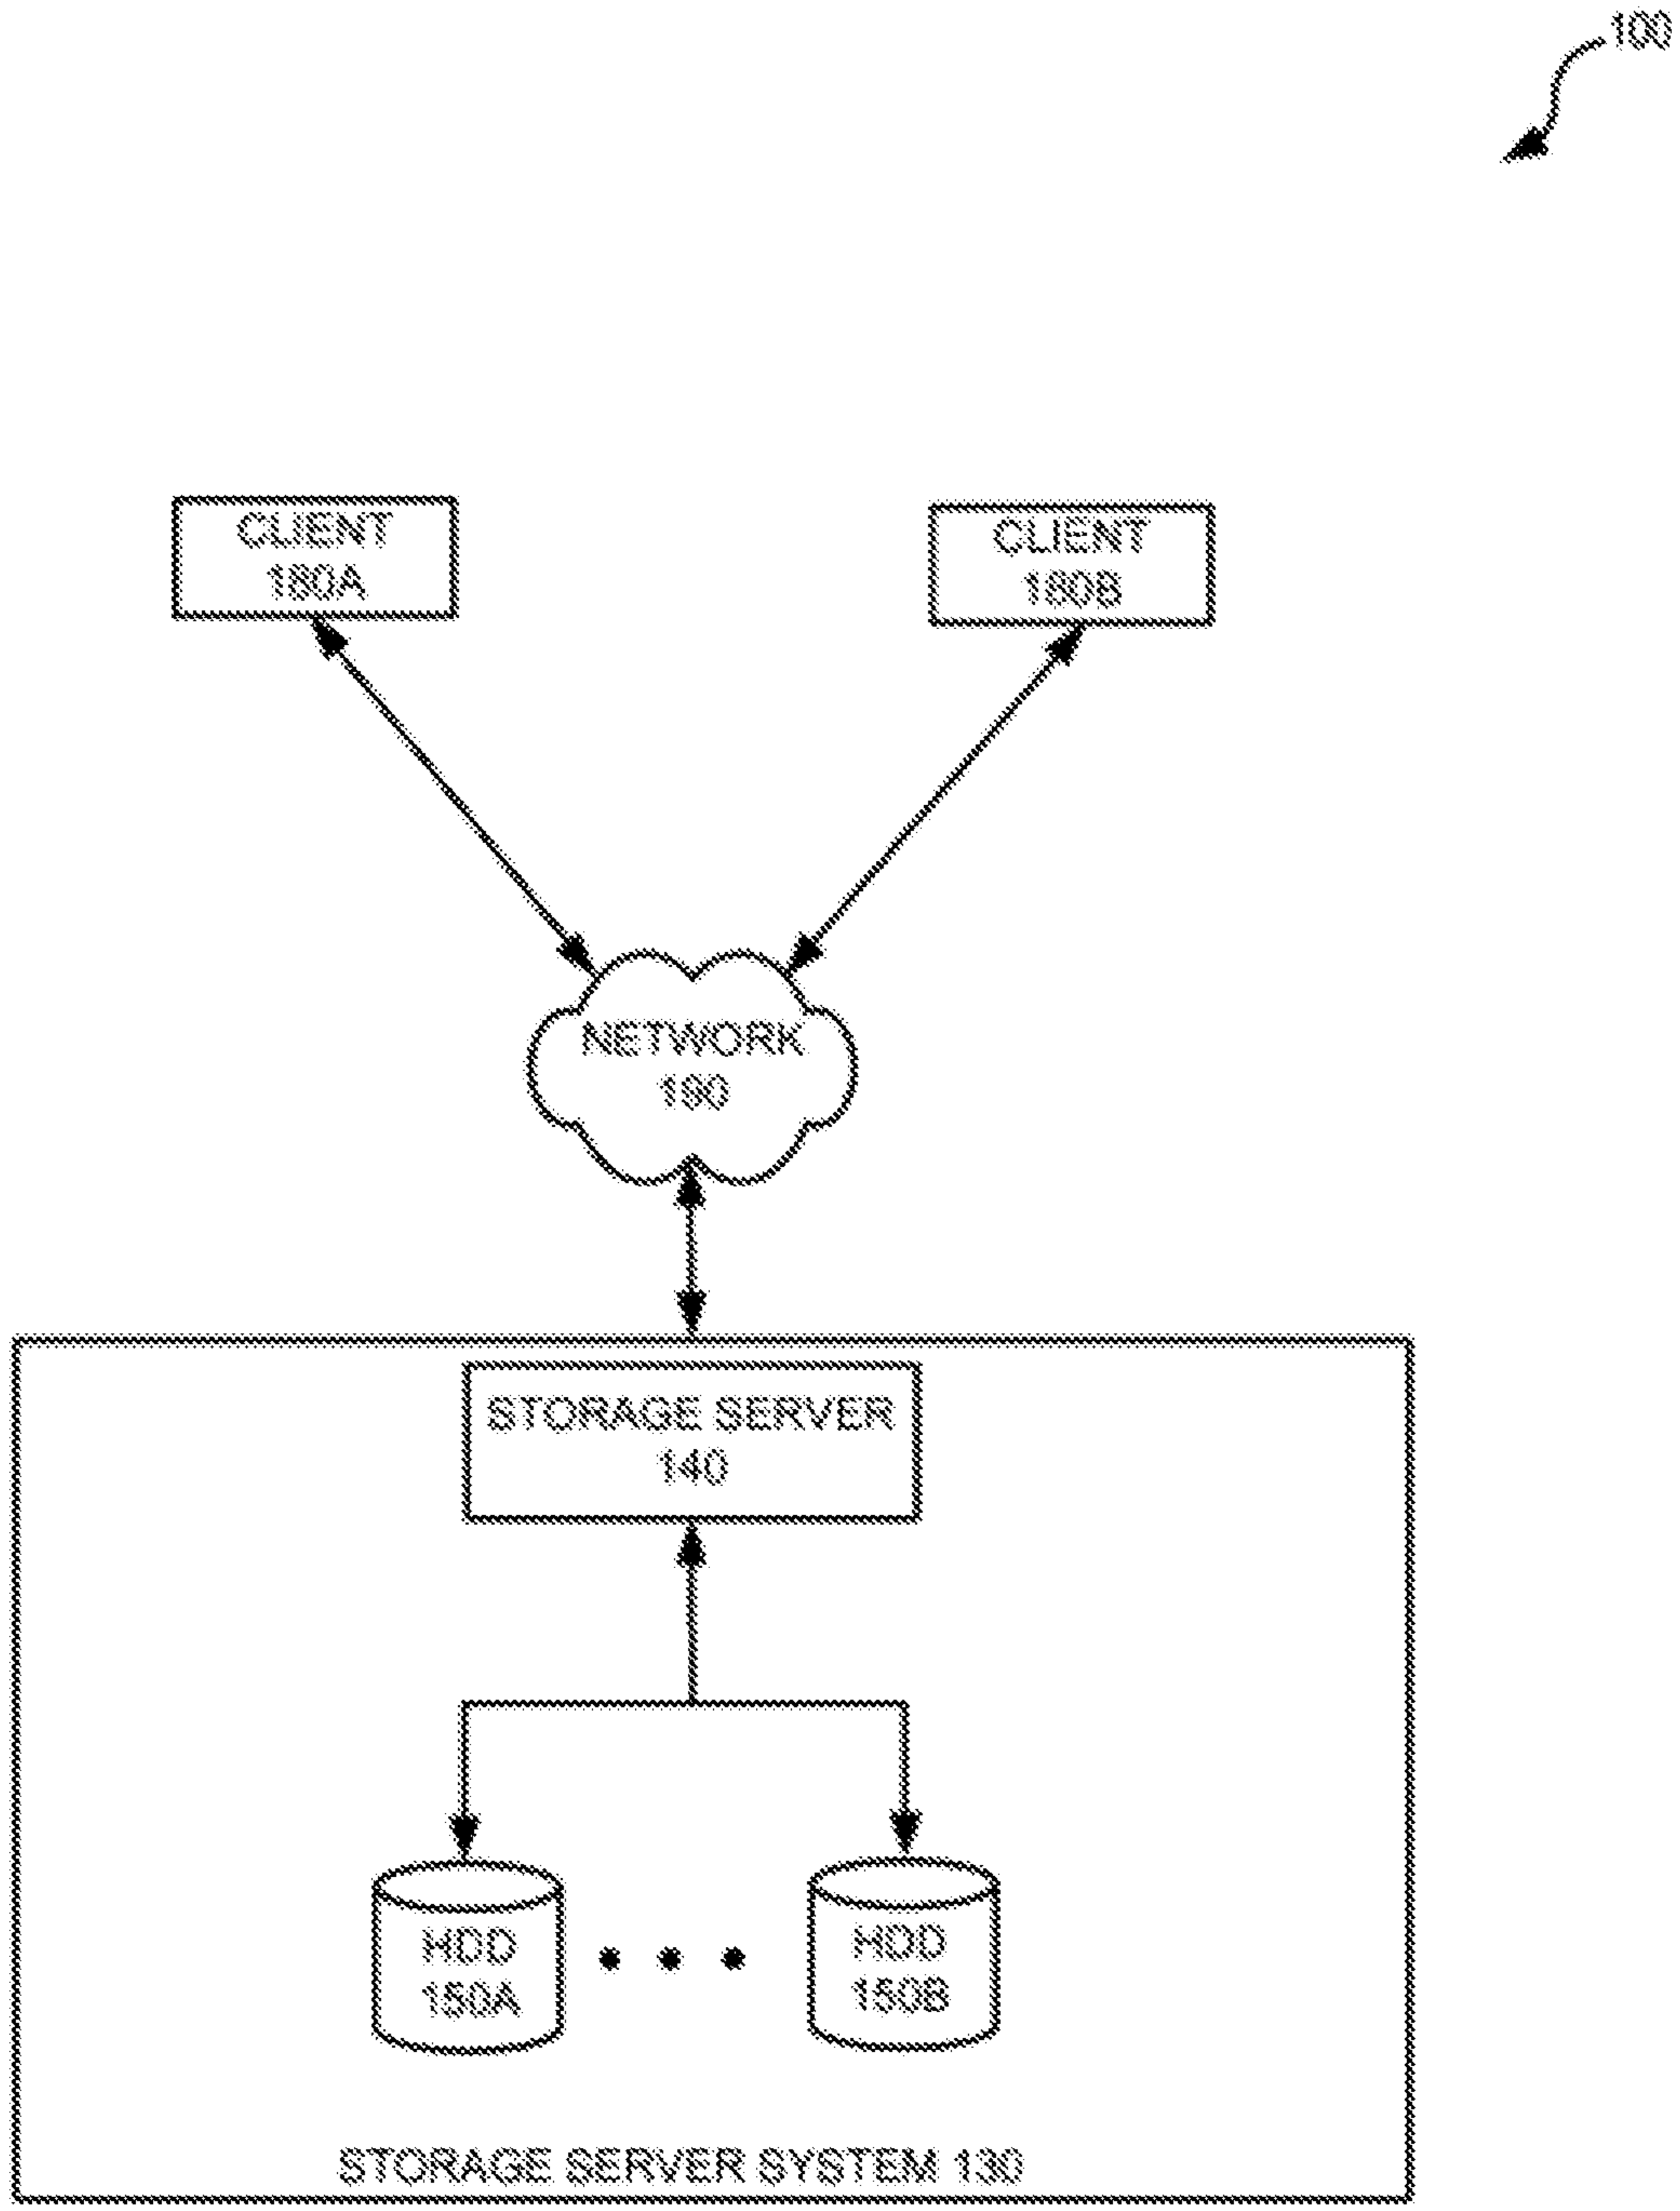 100
CLIENT
180A
CLIENT
180B
NETWORK
190
STORAGE SERVER
140
HDD
150A
HDD
150B
STORAGE SERVER SYSTEM 130